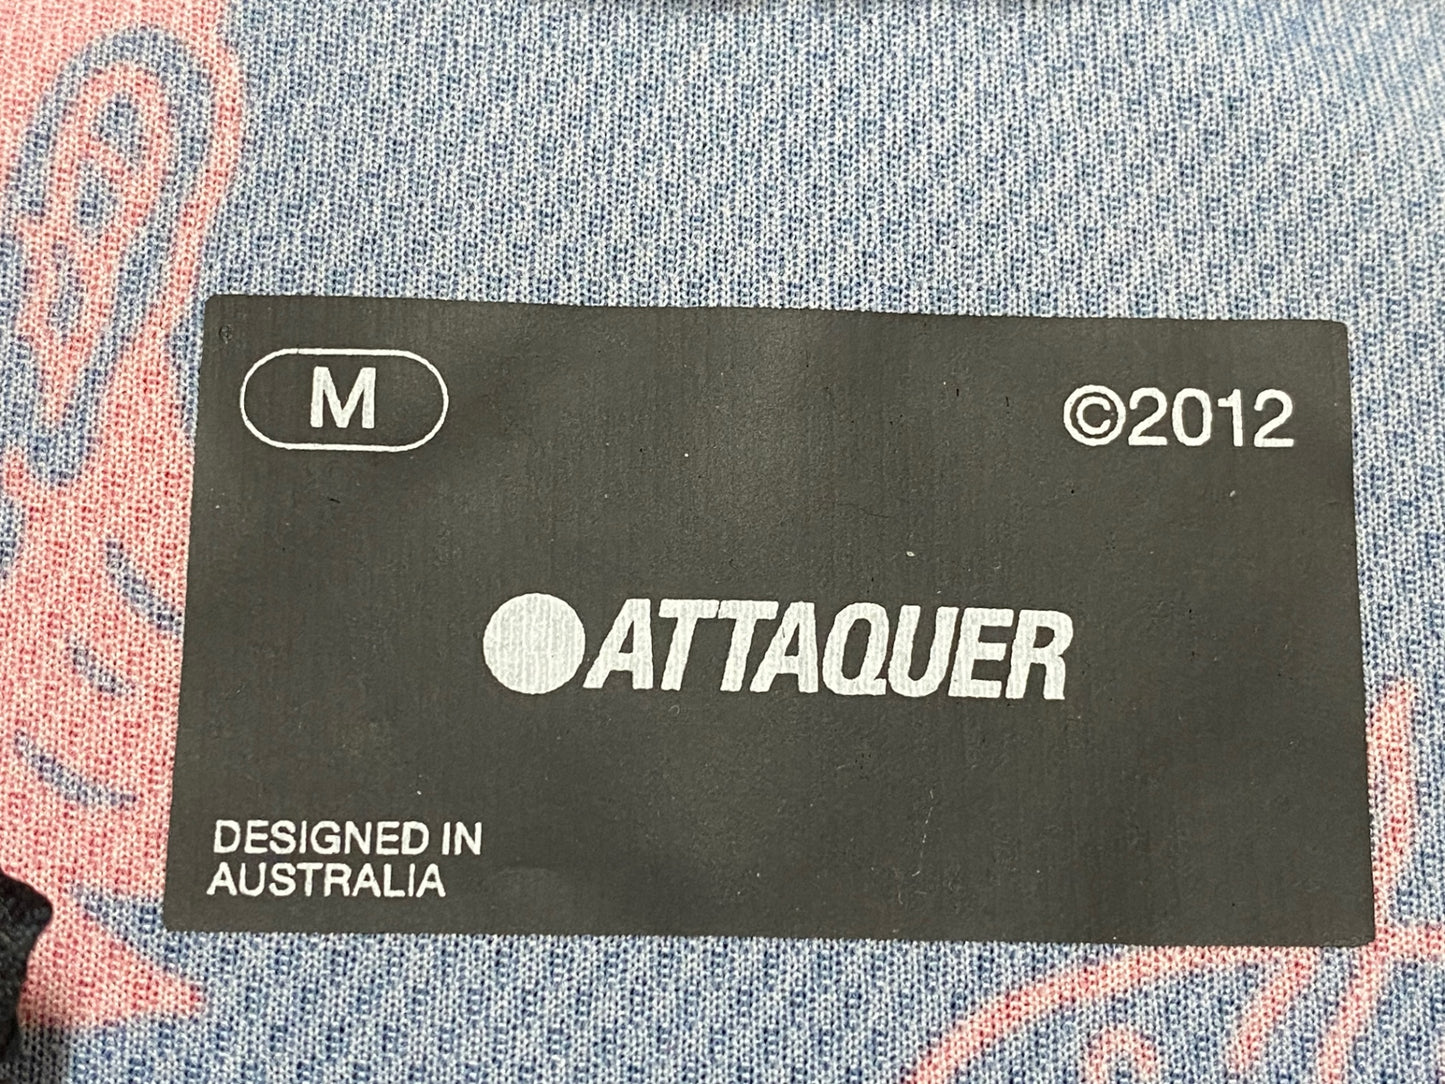 M
©2012
ATTAQUER
DESIGNED IN
AUSTRALIA